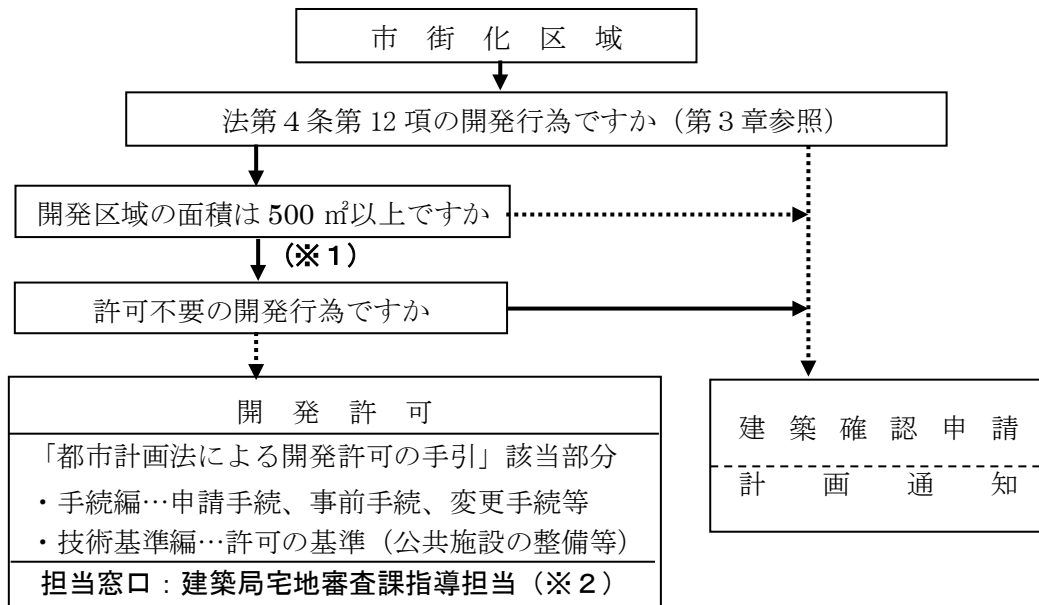 市街化区域
法第4条第12項の開発行為ですか（第3章参照）
開発区域の面積は500㎡以上ですか
（※1）
許可不要の開発行為ですか
開発許可
「都市計画法による開発許可の手引」該当部分
・手続編…申請手続、事前手続、変更手続等
・技術基準編…許可の基準（公共施設の整備等）
担当窓口：建築局宅地審査課指導担当（※2）
建築確認申請
計画通知